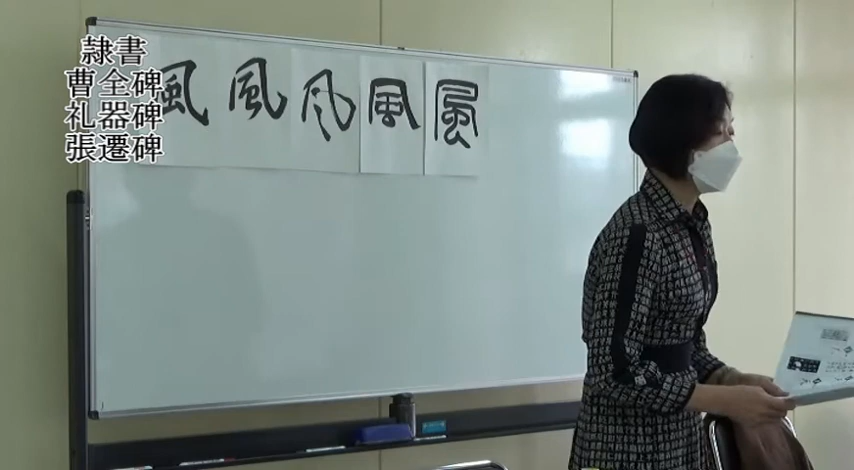 隷書
曹全碑
礼器碑
張遷碑
風 風 風 風 風